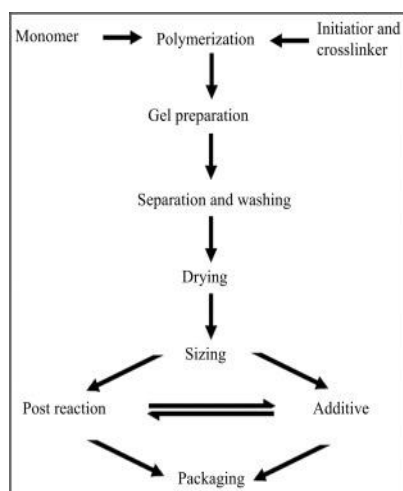 Monomer
Polymerization
Initiatior and
crosslinker
Gel preparation
Separation and washing
Drying
Sizing
Post reaction
Additive
Packaging